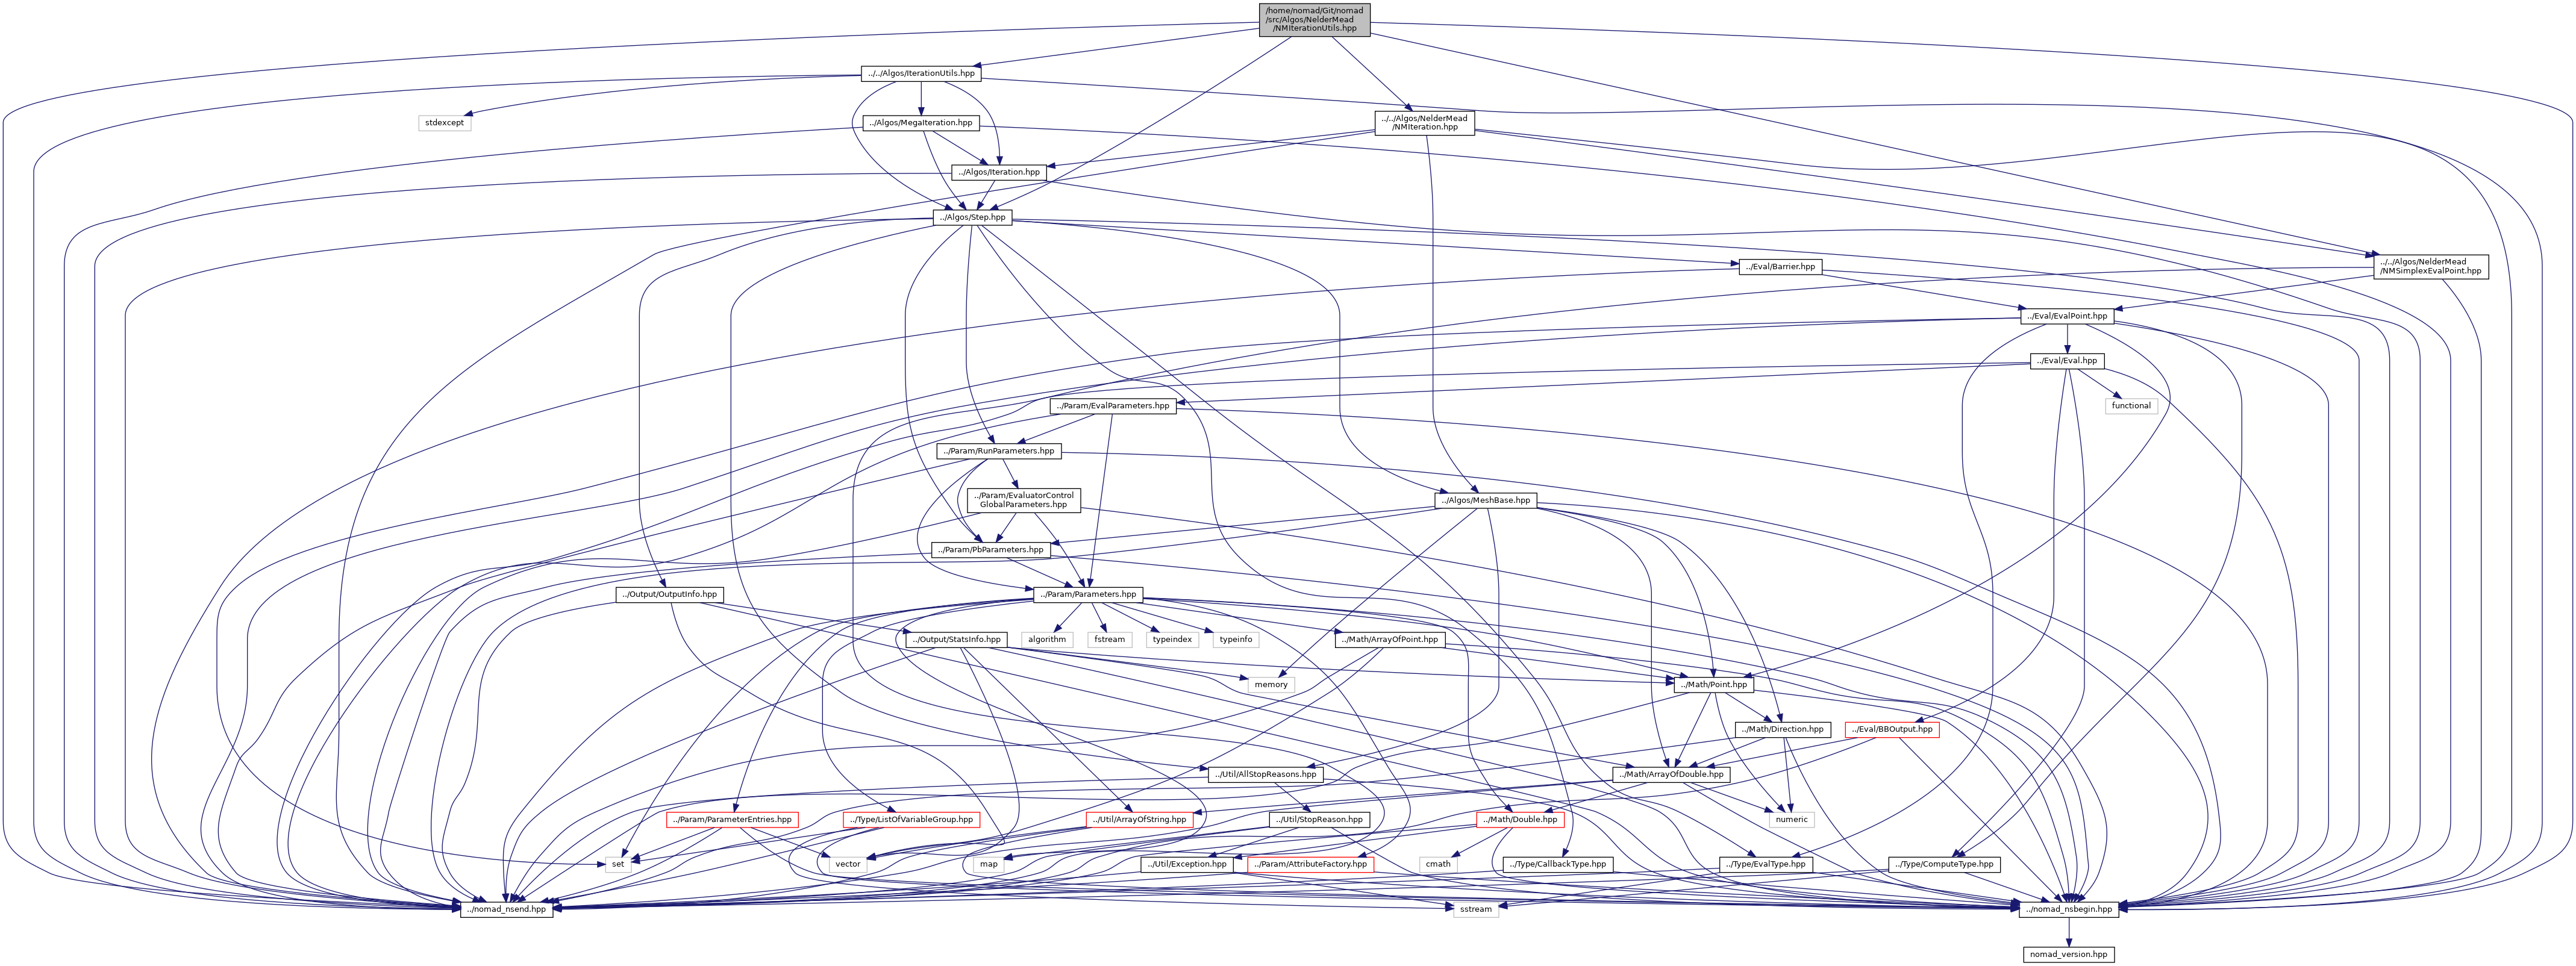 /home/nomad/Git/nomad
/src/Algos/NelderMead
/NMIterationUtils.hpp
../../Algos/IterationUtils.hpp
stdexcept
../Algos/MegaIteration.hpp
../../Algos/NelderMead
/NMIteration.hpp
../Algos/Iteration.hpp
../Algos/Step.hpp
../Eval/Barrier.hpp
../../Algos/NelderMead
/NMSimplexEvalPoint.hpp
../Eval/EvalPoint.hpp
../Eval/Eval.hpp
../Param/EvalParameters.hpp
functional
../Param/RunParameters.hpp
../Param/EvaluatorControl
GlobalParameters.hpp
../Algos/MeshBase.hpp
../Param/PbParameters.hpp
../Output/OutputInfo.hpp
../Param/Parameters.hpp
../Output/StatsInfo.hpp
algorithm
fstream
typeindex
typeinfo
../Math/ArrayOfPoint.hpp
memory
../Math/Point.hpp
../Math/Direction.hpp
../Eval/BBOutput.hpp
../Util/AllStopReasons.hpp
../Math/ArrayOfDouble.hpp
../Param/ParameterEntries.hpp
../Type/ListOfVariableGroup.hpp
../Util/ArrayOfString.hpp
../Util/StopReason.hpp
../Math/Double.hpp
numeric
set
vector
map
../Util/Exception.hpp
../Param/AttributeFactory.hpp
cmath
../Type/CallbackType.hpp
../Type/EvalType.hpp
../Type/ComputeType.hpp
../nomad_nsend.hpp
sstream
../nomad_nsbegin.hpp
nomad_version.hpp